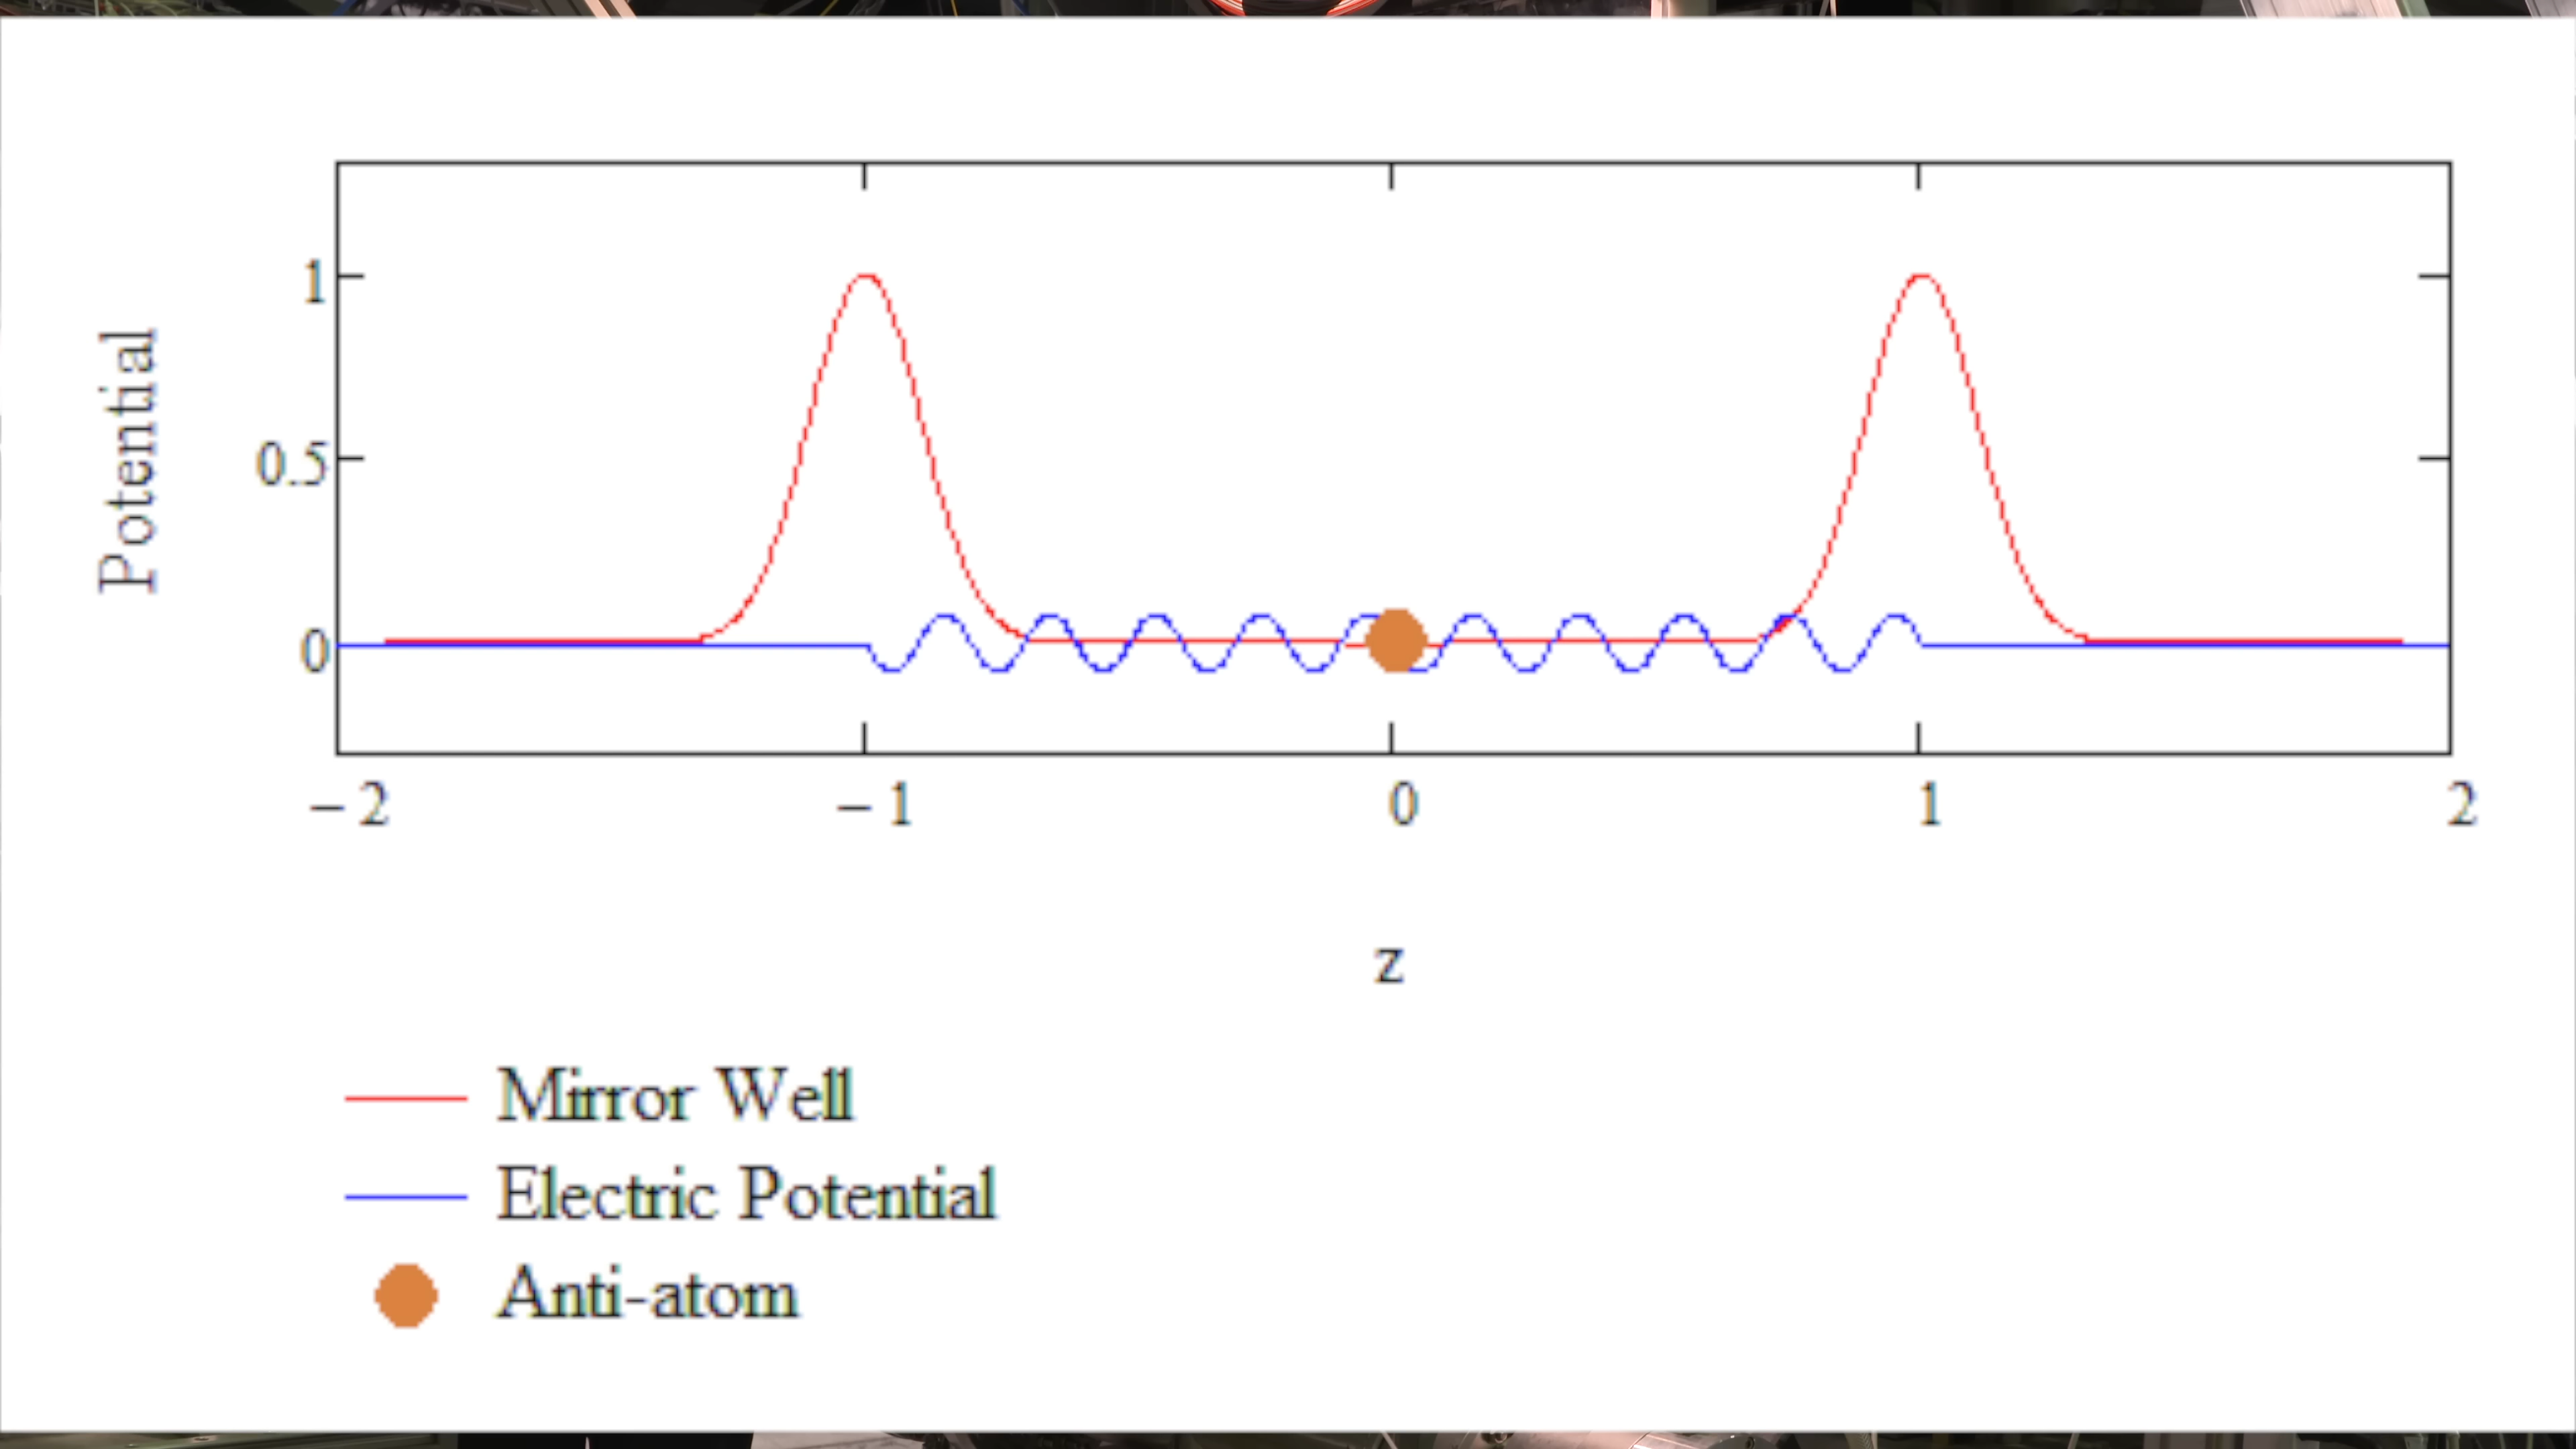 1
0.5
0
Potential
− 2
− 1
0
1
2
z
Mirror Well
Electric Potential
Anti-atom